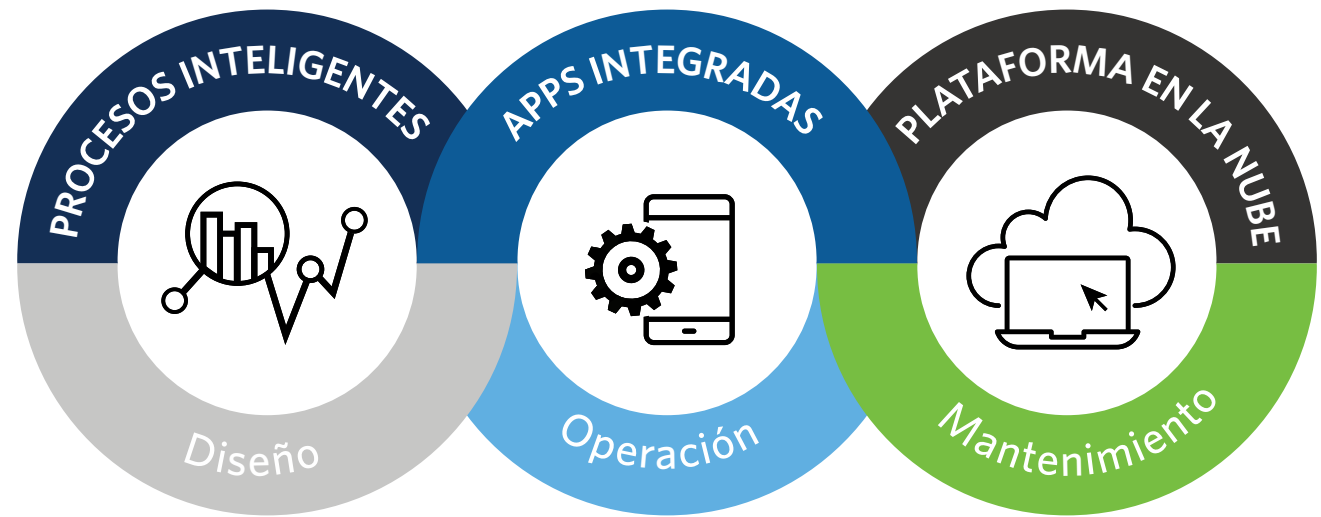 PROCESOS INTELIGENTES
APPS INTEGRADAS
PLATAFORMA EN LA NUBE
Diseño
Operación
Mantenimiento